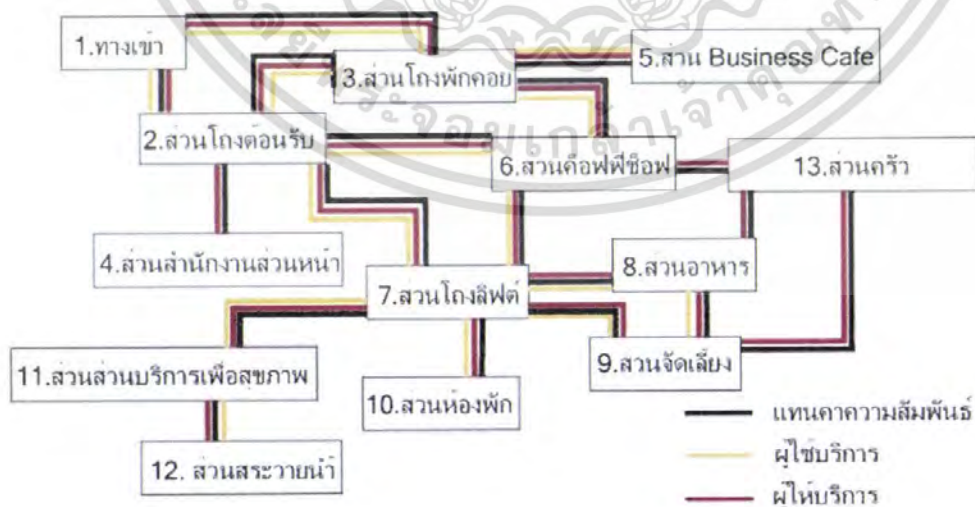 1.ทางเข้า
3.ส่วนโถงพักคอย
5.ส่วน Business Cafe
2.ส่วนโถงต้อนรับ
6.ส่วนค๊อฟฟี่ช็อฟ
13.ส่วนครัว
4.ส่วนสำนักงานส่วนหน้า
8.ส่วนอาหาร
7.ส่วนโถงลิฟต์
9.ส่วนจัดเลี้ยง
11.ส่วนส่วนบริการเพื่อสุขภาพ
10.ส่วนห้องพัก
12. ส่วนสระว่ายน้ำ
แทนค่าความสัมพันธ์
ผู้ใช้บริการ
ผู้ให้บริการ